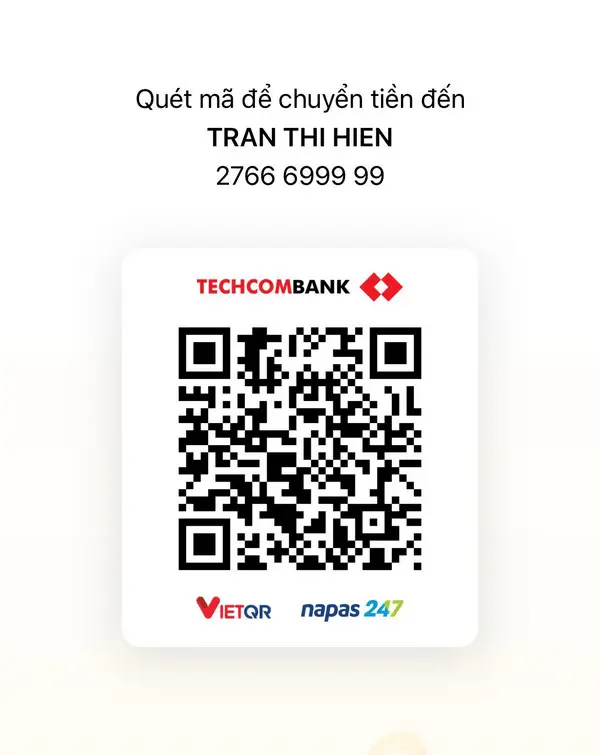 Quét mã để chuyển tiền đến
TRAN THI HIEN
2766 6999 99
TECHCOMBANK
VIETQR
napas 247